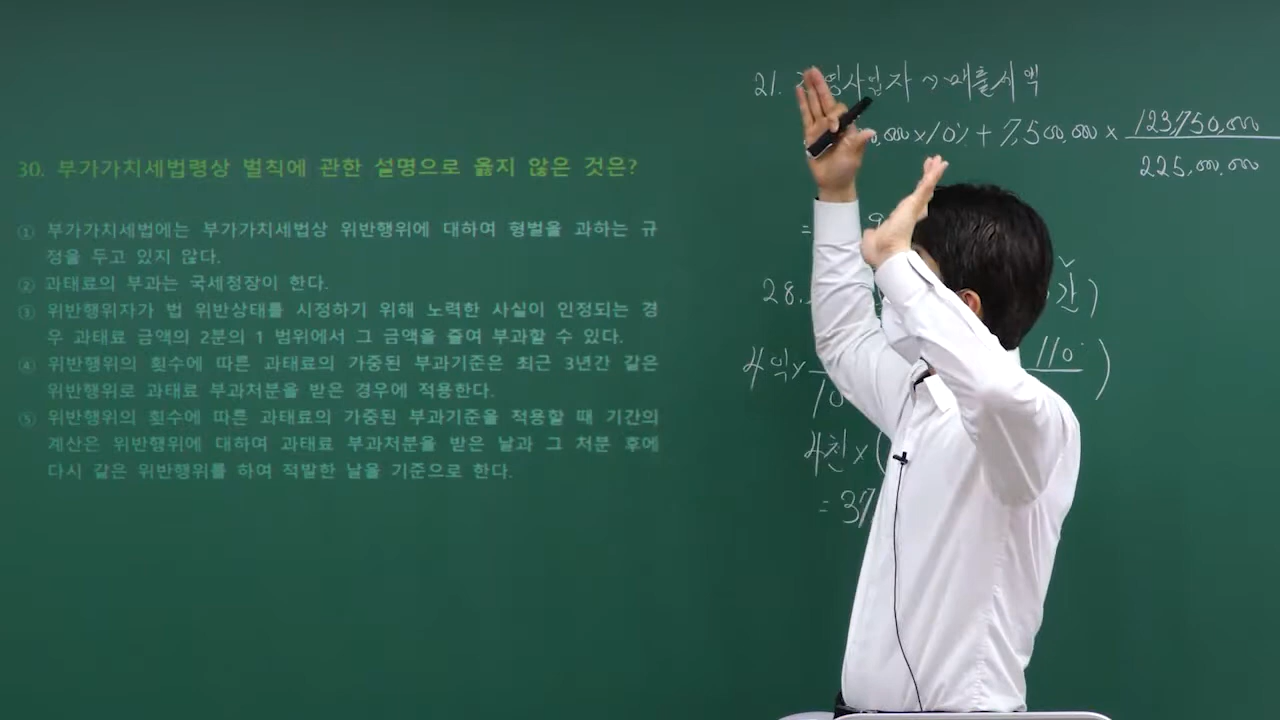 30. 부가가치세법령상 벌칙에 관한 설명으로 옳지 않은 것은?
① 부가가치세법에는 부가가치세법상 위반행위에 대하여 형벌을 과하는 규
정을 두고 있지 않다.
② 과태료의 부과는 국세청장이 한다.
③ 위반행위자가 법 위반상태를 시정하기 위해 노력한 사실이 인정되는 경
우 과태료 금액의 2분의 1 범위에서 그 금액을 줄여 부과할 수 있다.
④ 위반행위의 횟수에 따른 과태료의 가중된 부과기준은 최근 3년간 같은
위반행위로 과태료 부과처분을 받은 경우에 적용한다.
⑤ 위반행위의 횟수에 따른 과태료의 가중된 부과기준을 적용할 때 기간의
계산은 위반행위에 대하여 과태료 부과처분을 받은 날과 그 처분 후에
다시 같은 위반행위를 하여 적발한 날을 기준으로 한다.
21. 사업자 매출세액
,000×10% + 7,500,000 × 123,750,000
225,000,000
=
28. 간)
4억× 110 )
10
4천×(
= 37